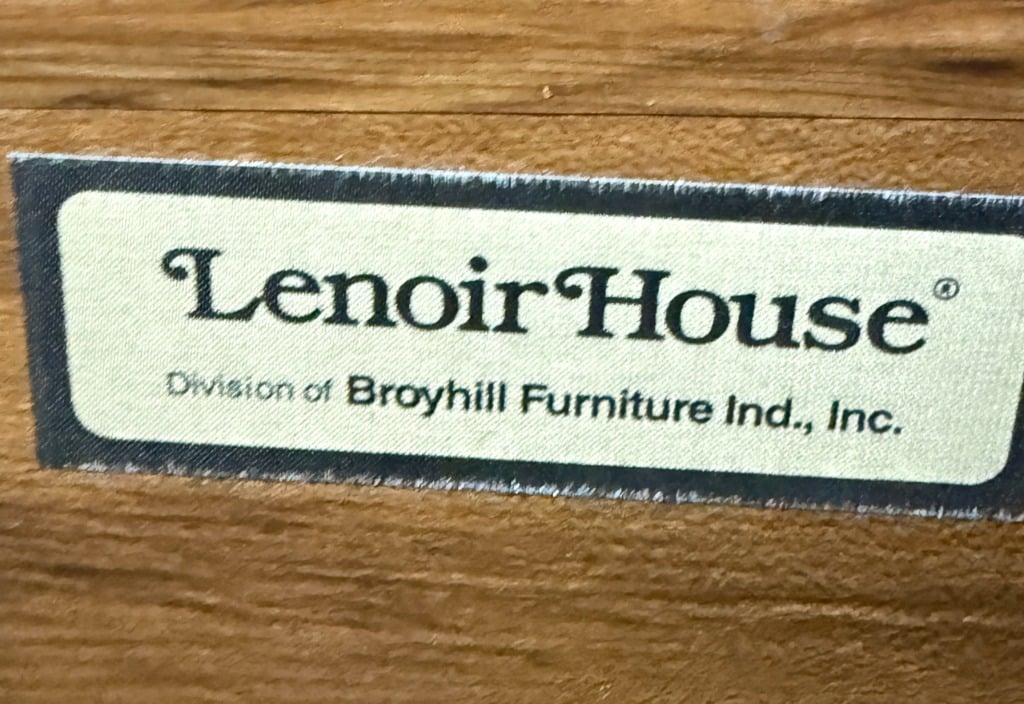 Lenoir House®
Division of Broyhill Furniture Ind., Inc.